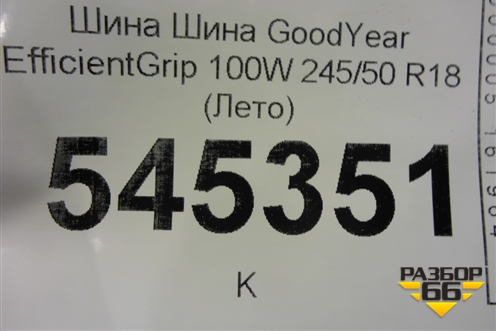 Шина Шина GoodYear
EfficientGrip 100W 245/50 R18
(Лето)
545351
К
РАЗБОР
66